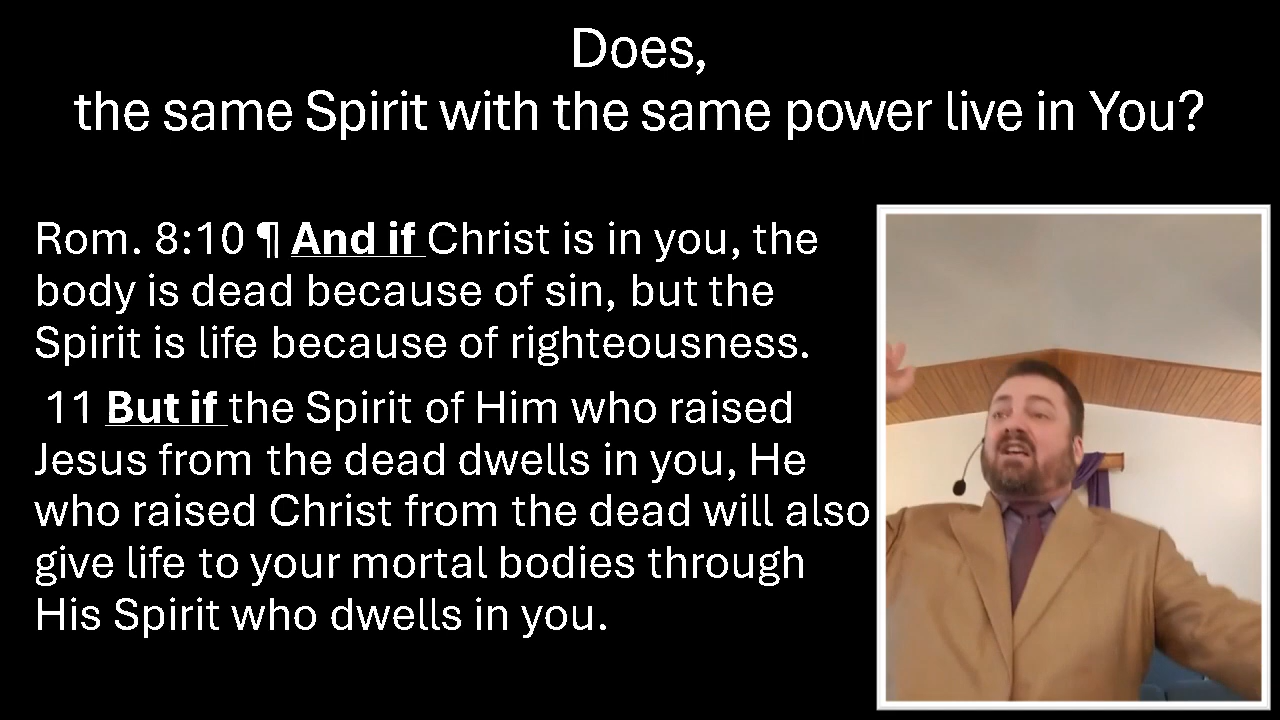 Does,
the same Spirit with the same power live in You?
Rom. 8:10 ¶ And if Christ is in you, the
body is dead because of sin, but the
Spirit is life because of righteousness.
11 But if the Spirit of Him who raised
Jesus from the dead dwells in you, He
who raised Christ from the dead will also
give life to your mortal bodies through
His Spirit who dwells in you.